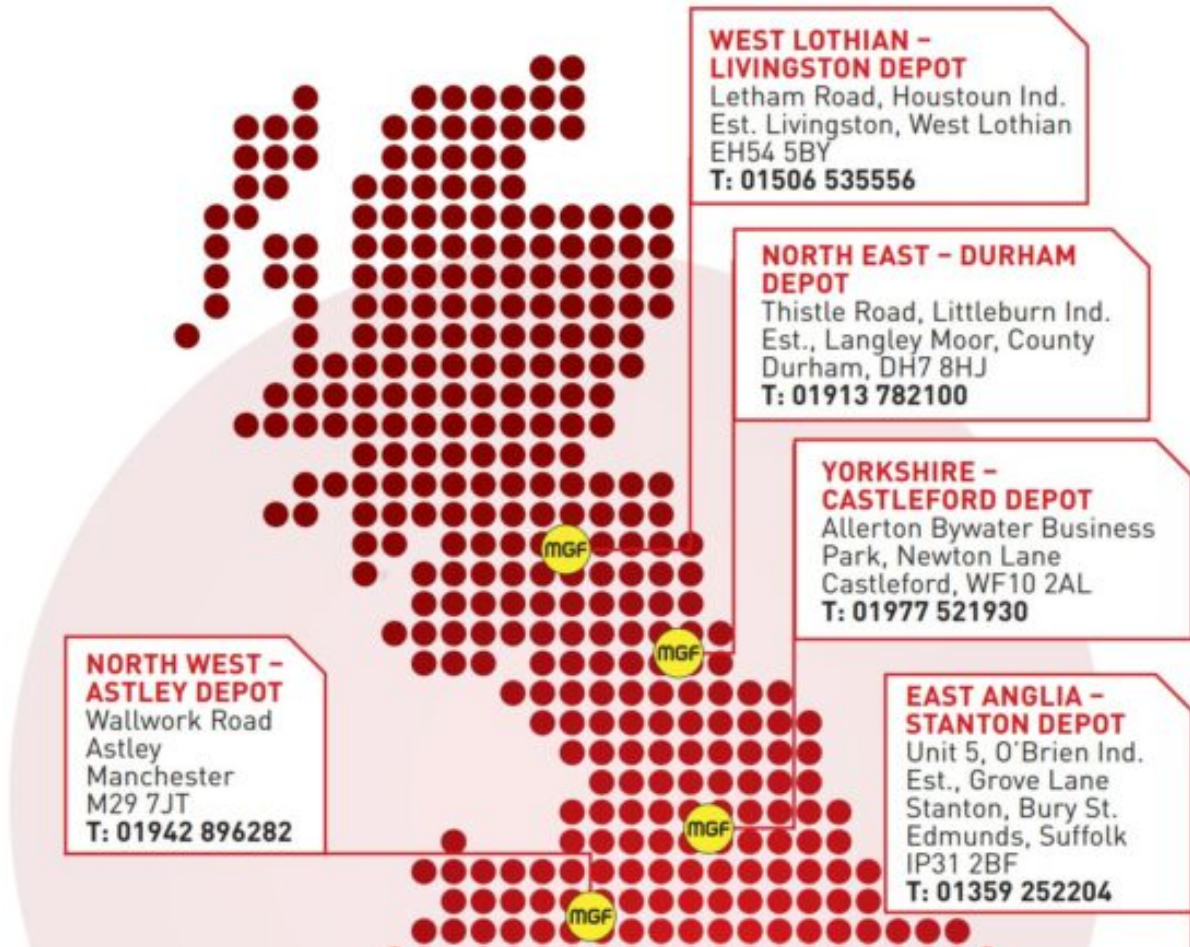 WEST LOTHIAN –
LIVINGSTON DEPOT
Letham Road, Houstoun Ind.
Est. Livingston, West Lothian
EH54 5BY
T: 01506 535556
NORTH EAST – DURHAM
DEPOT
Thistle Road, Littleburn Ind.
Est., Langley Moor, County
Durham, DH7 8HJ
T: 01913 782100
YORKSHIRE –
CASTLEFORD DEPOT
Allerton Bywater Business
Park, Newton Lane
Castleford, WF10 2AL
T: 01977 521930
MGF
MGF
NORTH WEST –
ASTLEY DEPOT
Wallwork Road
Astley
Manchester
M29 7JT
T: 01942 896282
EAST ANGLIA –
STANTON DEPOT
Unit 5, O'Brien Ind.
Est., Grove Lane
Stanton, Bury St.
Edmunds, Suffolk
IP31 2BF
T: 01359 252204
MGF
MGF